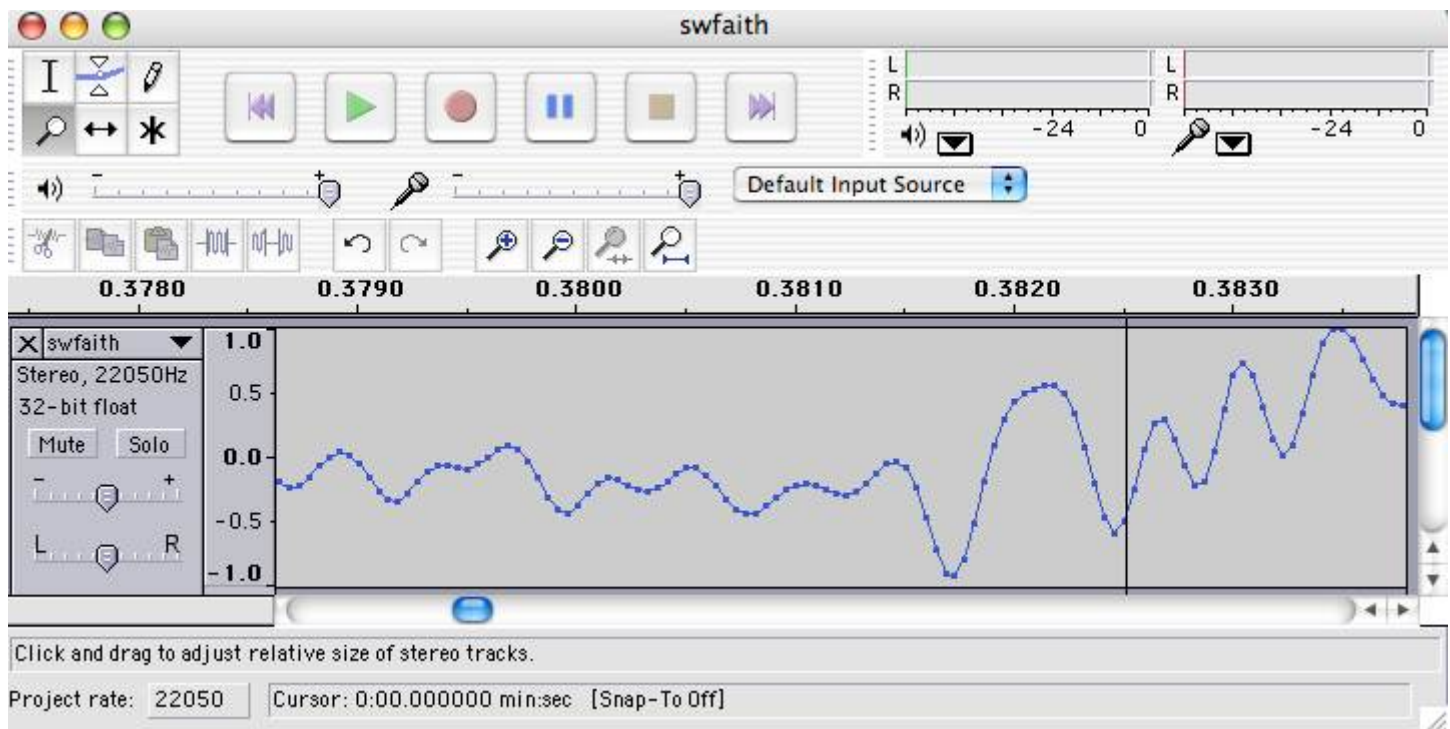 swfaith
L
R
-24 0
L
R
-24 0
- +
- +
Default Input Source
0.3780 0.3790 0.3800 0.3810 0.3820 0.3830
X swfaith
Stereo, 22050Hz
32-bit float
Mute Solo
- +
L R
1.0
0.5
0.0
-0.5
-1.0
Click and drag to adjust relative size of stereo tracks.
Project rate: 22050 Cursor: 0:00.000000 min:sec [Snap-To Off]